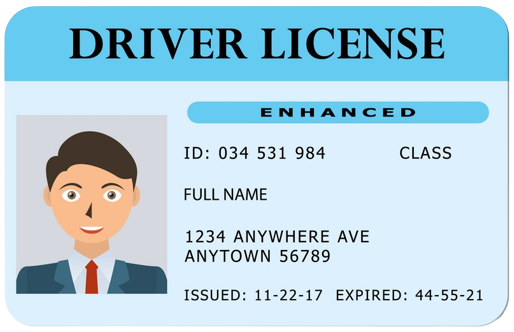 DRIVER LICENSE
ENHANCED
ID: 034 531 984 CLASS
FULL NAME
1234 ANYWHERE AVE
ANYTOWN 56789
ISSUED: 11-22-17 EXPIRED: 44-55-21